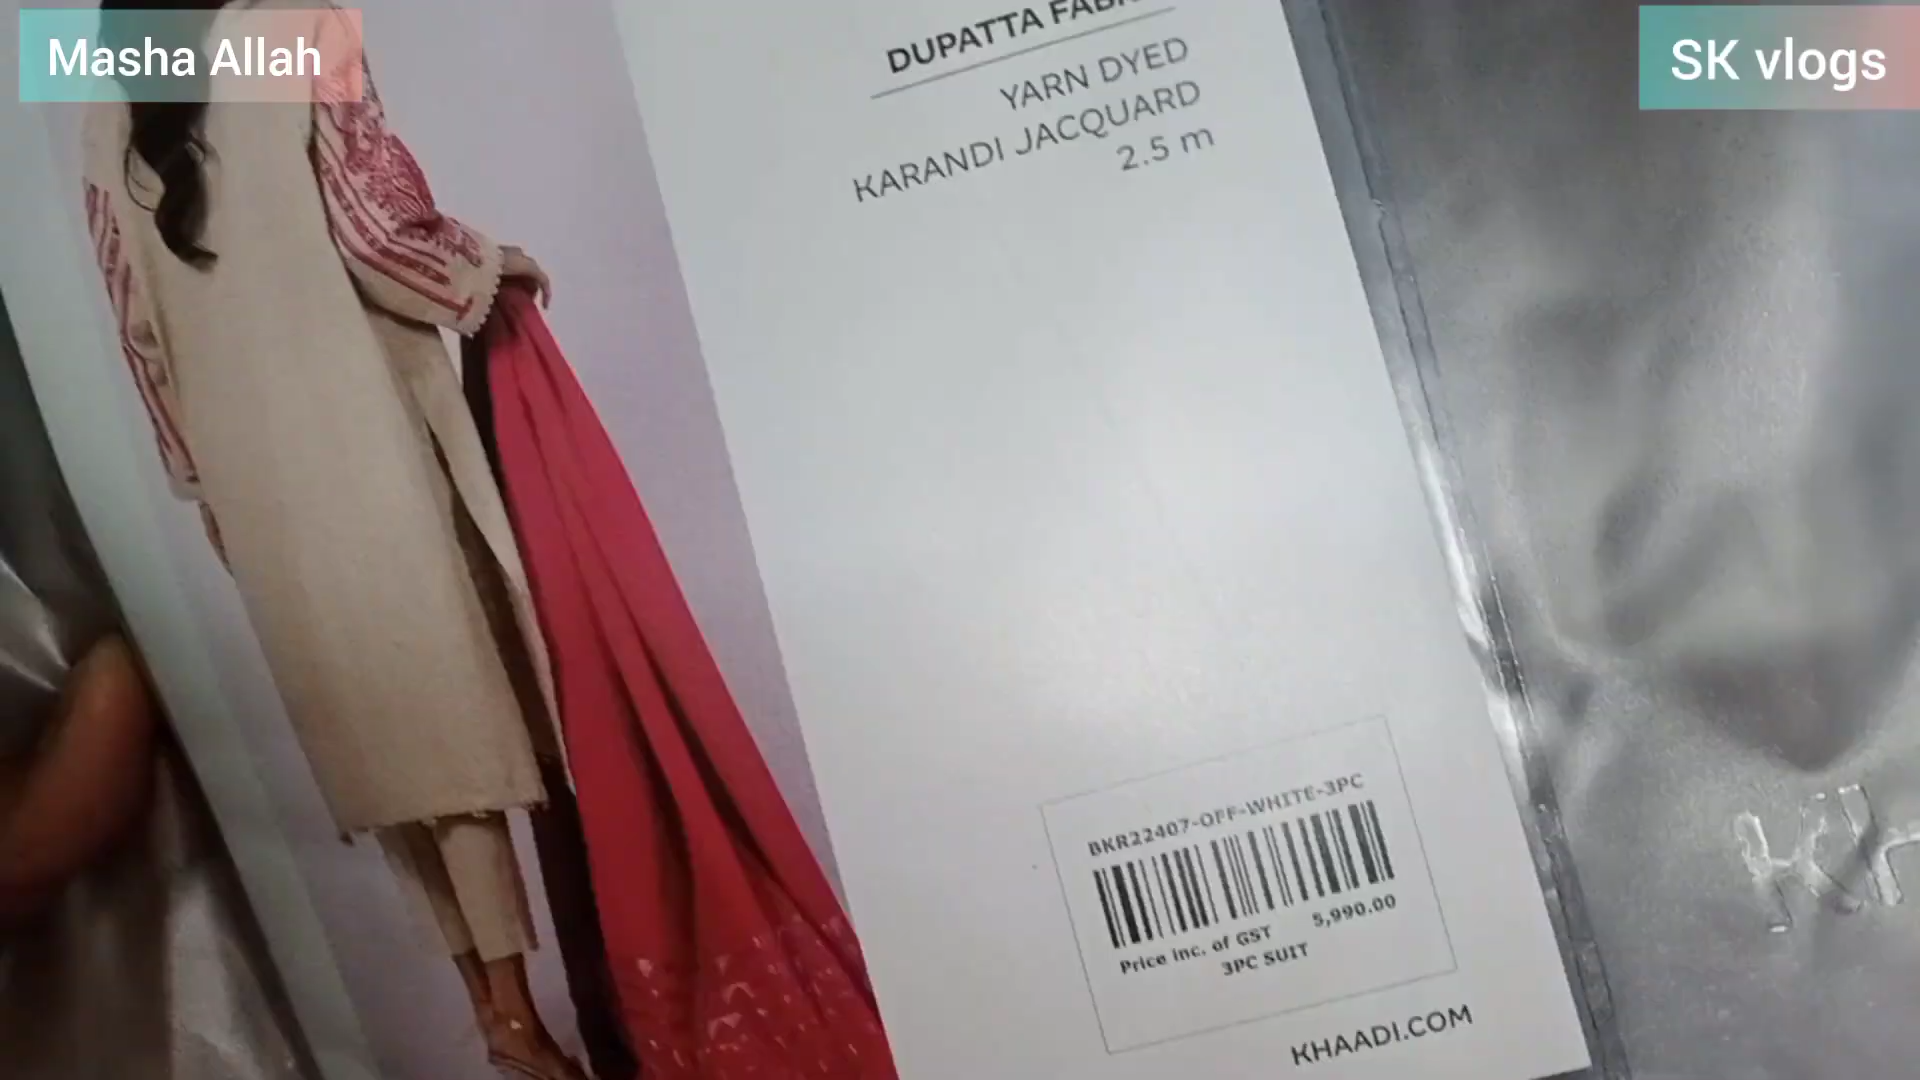 Masha Allah
SK vlogs
DUPATTA
YARN DYED
KARANDI JACQUARD
2.5 m
BKR22407-OFF-WHITE-3PC
5,990.00
Price inc. of GST
3PC SUIT
KHAADI.COM